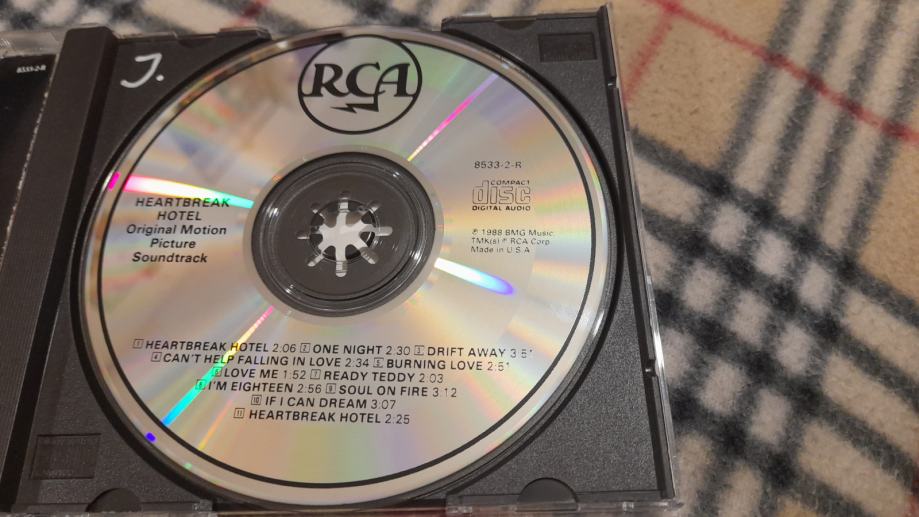 8533-2-R
J.
RCA
8533-2-R
COMPACT
disc
DIGITAL AUDIO
HEARTBREAK
HOTEL
Original Motion
Picture
Soundtrack
℗ 1988 BMG Music
TMK(s) ® RCA Corp.
Made in U.S.A.
1 HEARTBREAK HOTEL 2:06 2 ONE NIGHT 2:30 3 DRIFT AWAY
4 CAN'T HELP FALLING IN LOVE 2:34 5 BURNING LOVE 2:51
6 LOVE ME 1:52 7 READY TEDDY 2:03
8 I'M EIGHTEEN 2:56 9 SOUL ON FIRE 3:12
10 IF I CAN DREAM 3:07
11 HEARTBREAK HOTEL 2:25